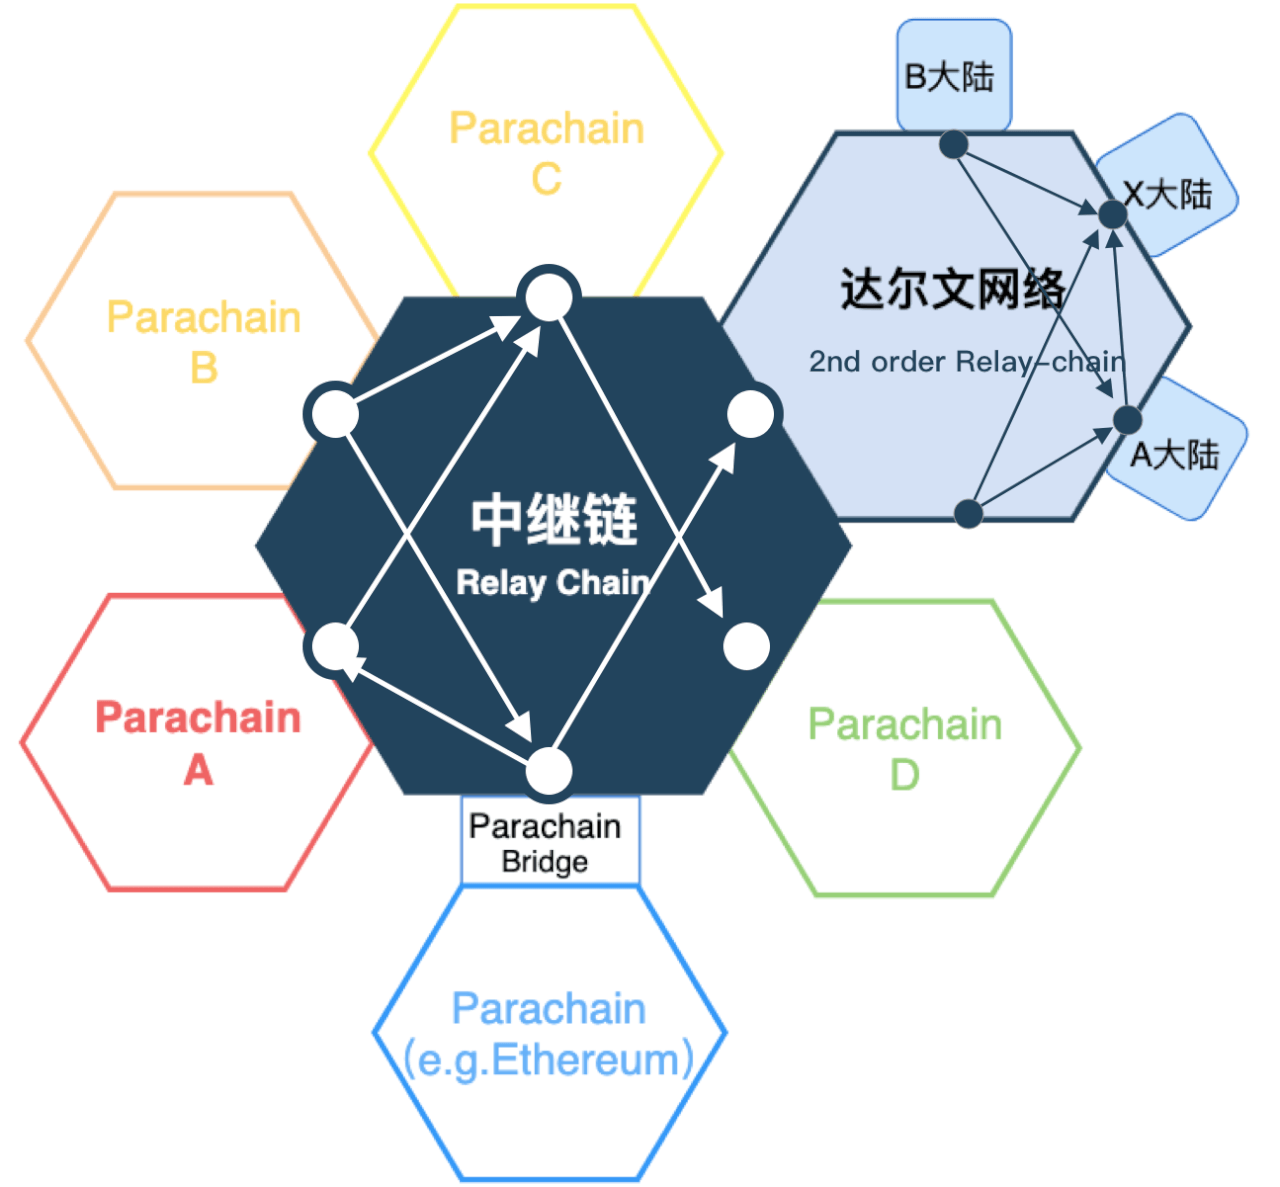 B大陆
Parachain
C
X大陆
达尔文网络
2nd order Relay-chain
Parachain
B
A大陆
中继链
Relay Chain
Parachain
A
Parachain
D
Parachain
Bridge
Parachain
(e.g.Ethereum)